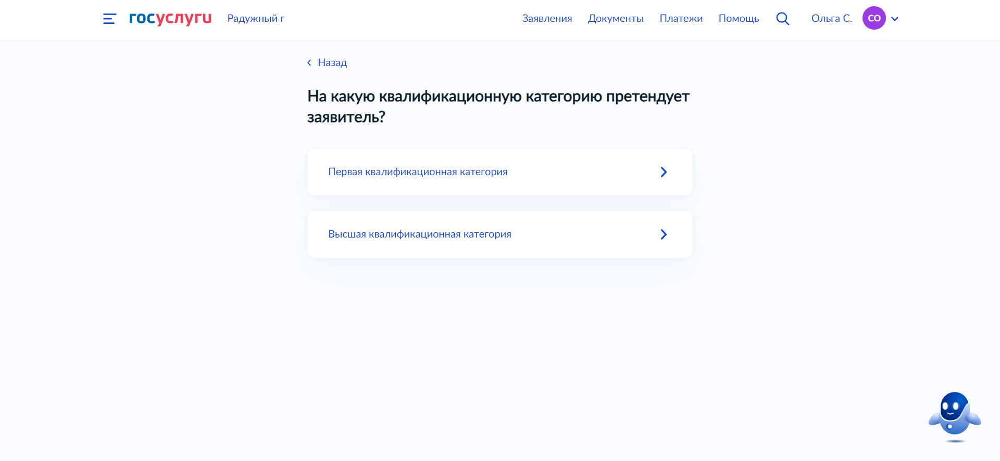 госуслуги
Радужный г
Заявления
Документы
Платежи
Помощь
Ольга С.
СО
Назад
На какую квалификационную категорию претендует
заявитель?
Первая квалификационная категория
Высшая квалификационная категория